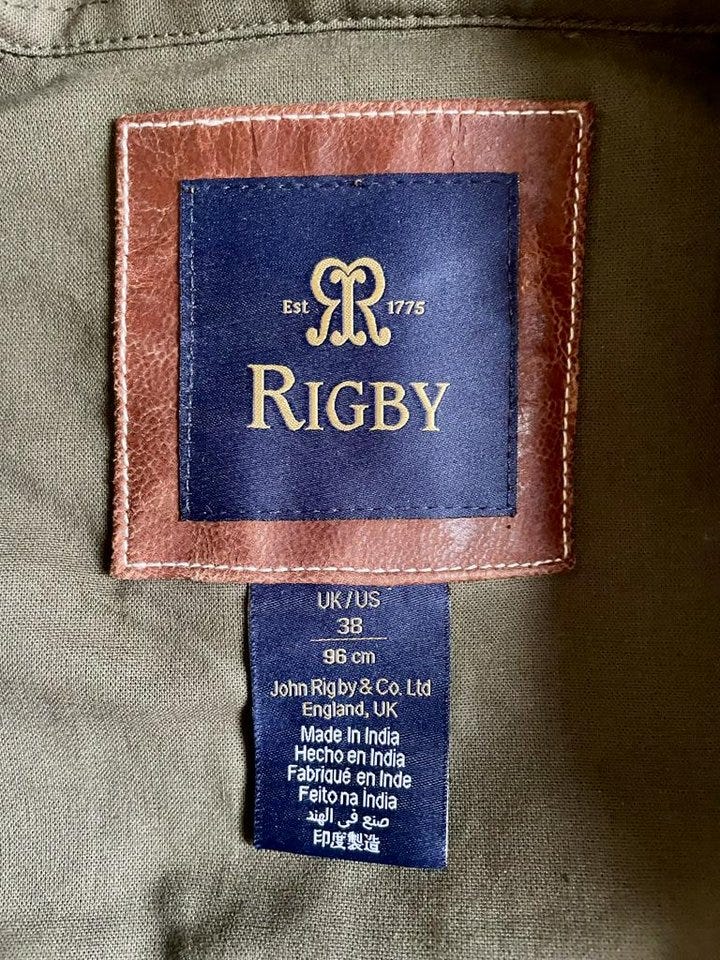 Est RR 1775
RIGBY
UK/US
38
96 cm
John Rigby & Co. Ltd
England, UK
Made In India
Hecho en India
Fabriqué en Inde
Feito na Índia
صنع في الهند
印度製造